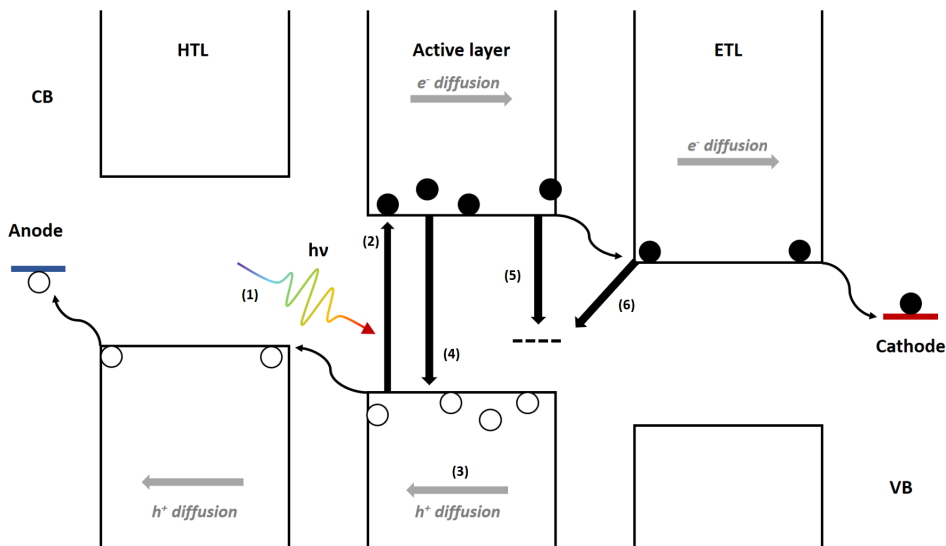 HTL
Active layer
ETL
e⁻ diffusion
CB
e⁻ diffusion
Anode
(2)
hν
(5)
(1)
(6)
(4)
Cathode
(3)
VB
h⁺ diffusion
h⁺ diffusion